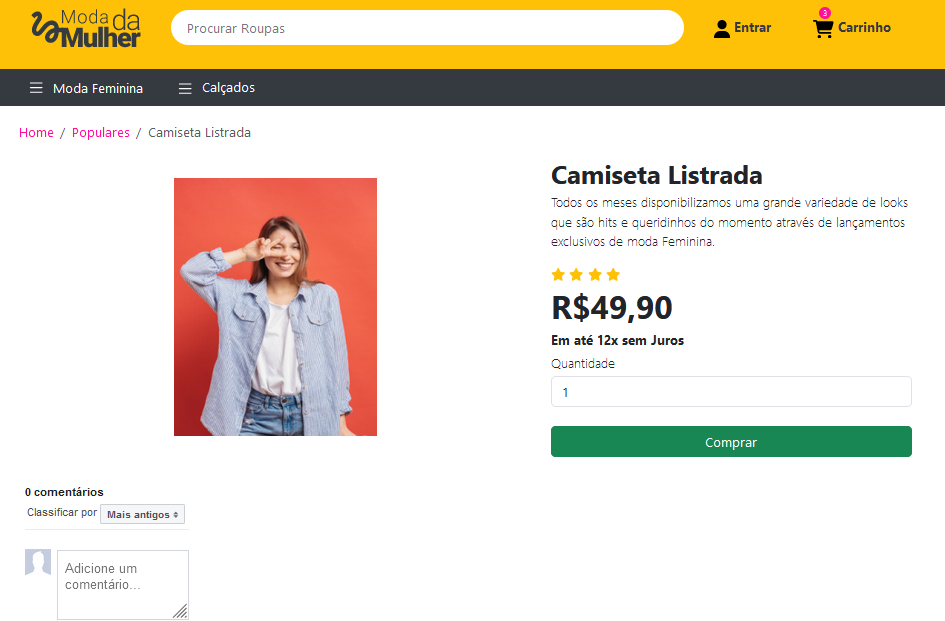 Moda da
Mulher
Procurar Roupas
Entrar
3
Carrinho
Moda Feminina
Calçados
Home / Populares / Camiseta Listrada
Camiseta Listrada
Todos os meses disponibilizamos uma grande variedade de looks
que são hits e queridinhos do momento através de lançamentos
exclusivos de moda Feminina.
R$49,90
Em até 12x sem Juros
Quantidade
1
Comprar
0 comentários
Classificar por Mais antigos
Adicione um
comentário...